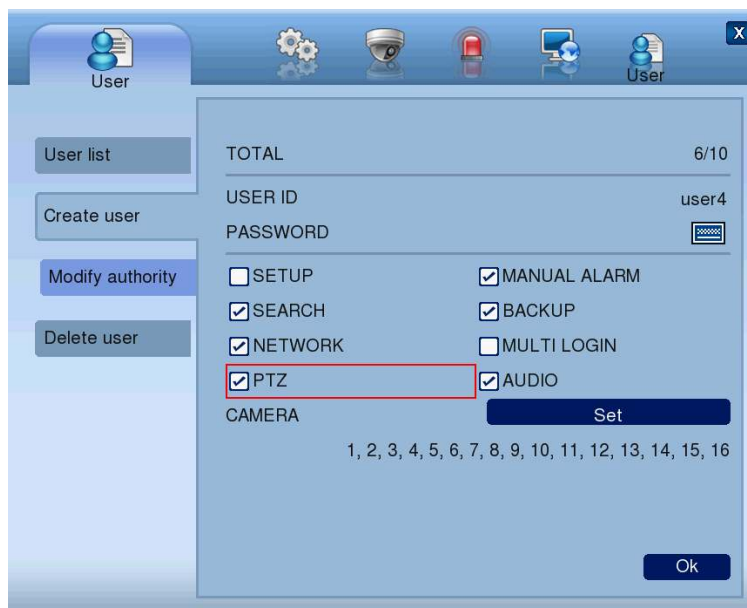 User
User
X
User list
Create user
Modify authority
Delete user
TOTAL 6/10
USER ID user4
PASSWORD
SETUP MANUAL ALARM
SEARCH BACKUP
NETWORK MULTI LOGIN
PTZ AUDIO
CAMERA Set
1, 2, 3, 4, 5, 6, 7, 8, 9, 10, 11, 12, 13, 14, 15, 16
Ok